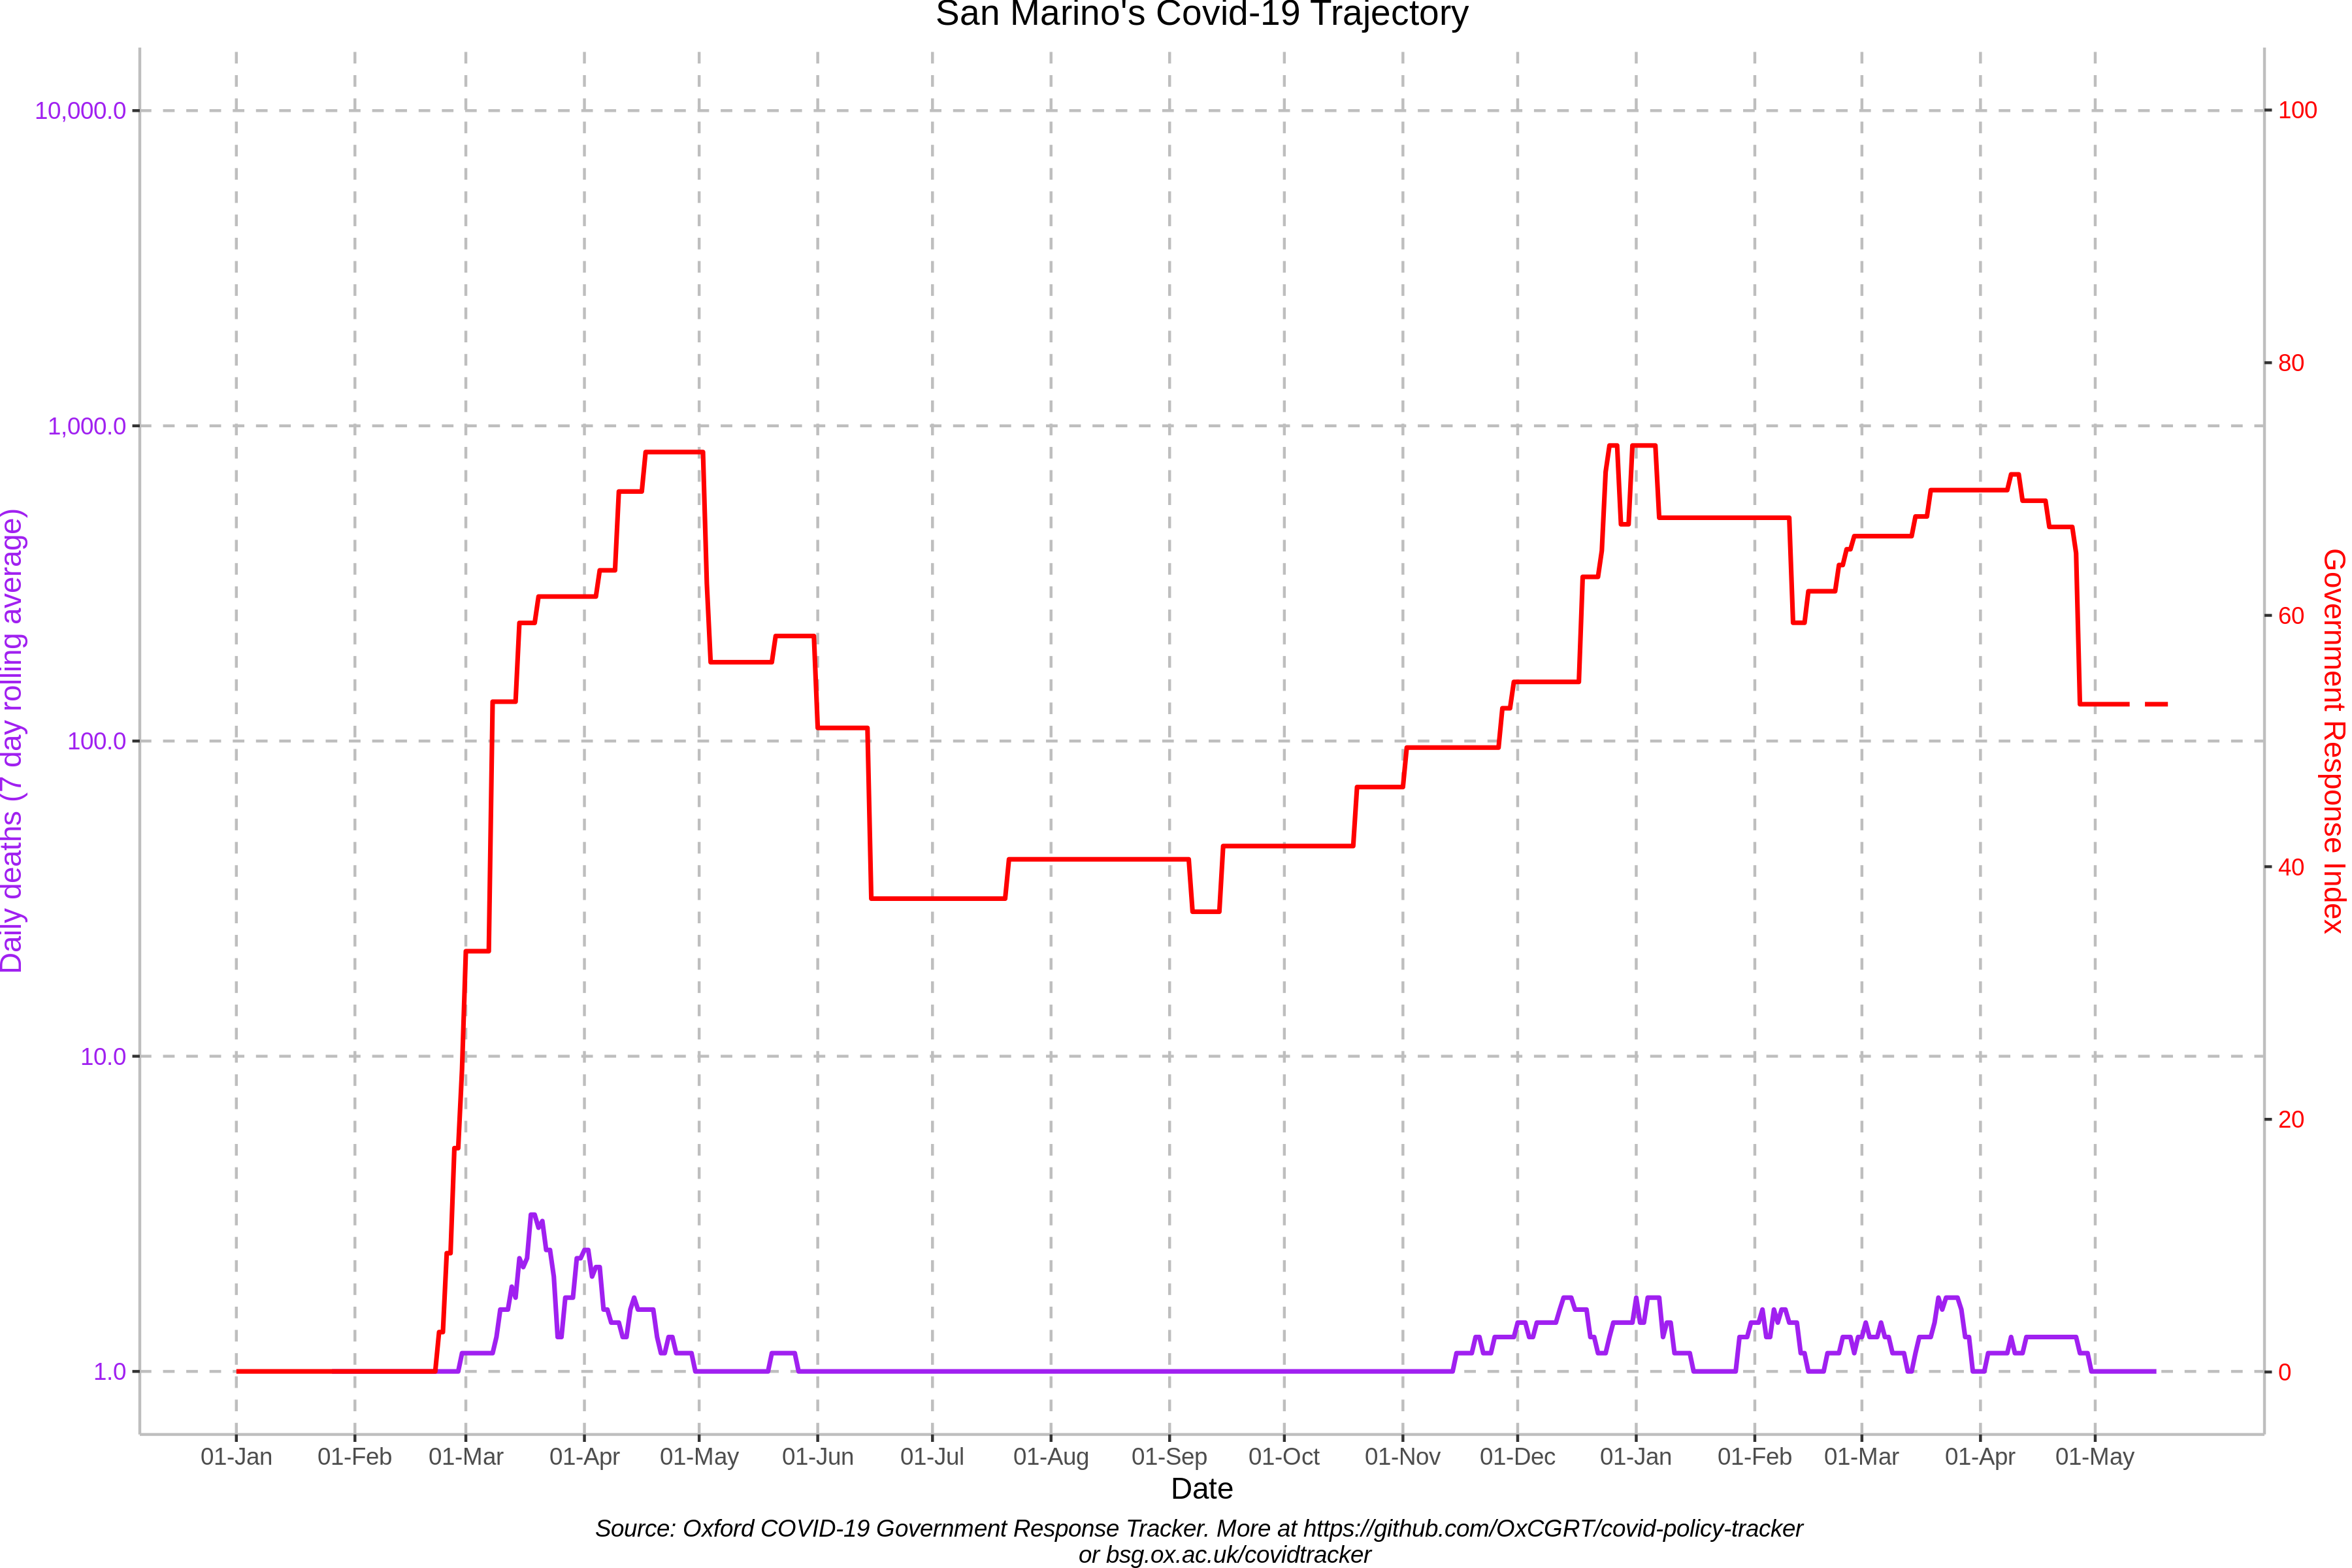 San Marino's Covid-19 Trajectory
Daily deaths (7 day rolling average)
10,000.0
1,000.0
100.0
10.0
1.0
100
80
60
40
20
0
Government Response Index
01-Jan 01-Feb 01-Mar 01-Apr 01-May 01-Jun 01-Jul 01-Aug 01-Sep 01-Oct 01-Nov 01-Dec 01-Jan 01-Feb 01-Mar 01-Apr 01-May
Date
Source: Oxford COVID-19 Government Response Tracker. More at https://github.com/OxCGRT/covid-policy-tracker
or bsg.ox.ac.uk/covidtracker